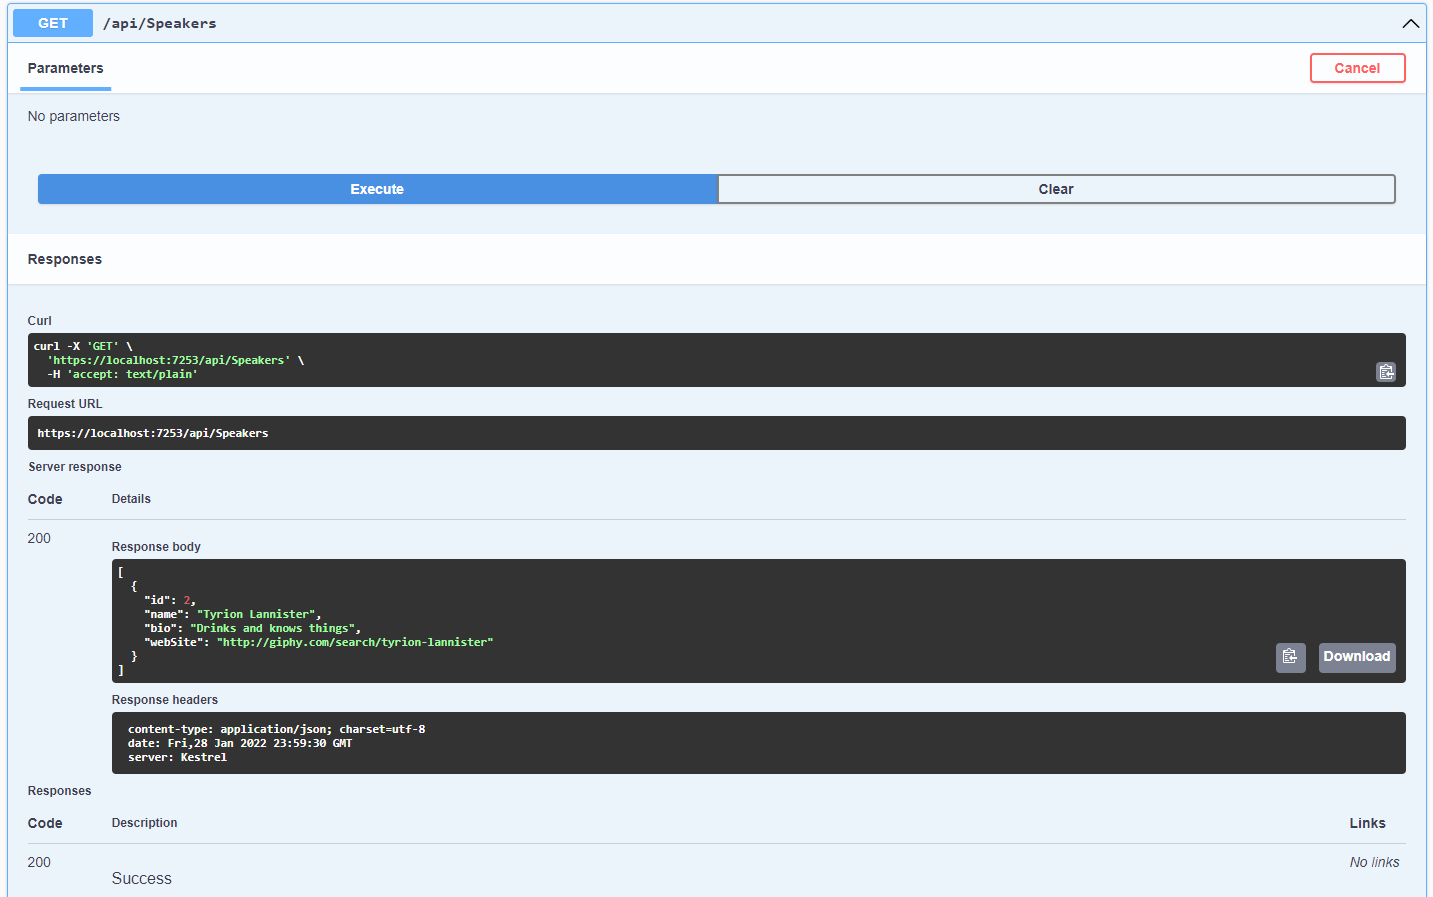 GET /api/Speakers
Parameters Cancel
No parameters
Execute Clear
Responses
Curl
curl -X 'GET' \
'https://localhost:7253/api/Speakers' \
-H 'accept: text/plain'
Request URL
https://localhost:7253/api/Speakers
Server response
Code Details
200
Response body
[
{
"id": 2,
"name": "Tyrion Lannister",
"bio": "Drinks and knows things",
"webSite": "http://giphy.com/search/tyrion-lannister"
}
]
Download
Response headers
content-type: application/json; charset=utf-8
date: Fri,28 Jan 2022 23:59:30 GMT
server: Kestrel
Responses
Code Description Links
200 No links
Success